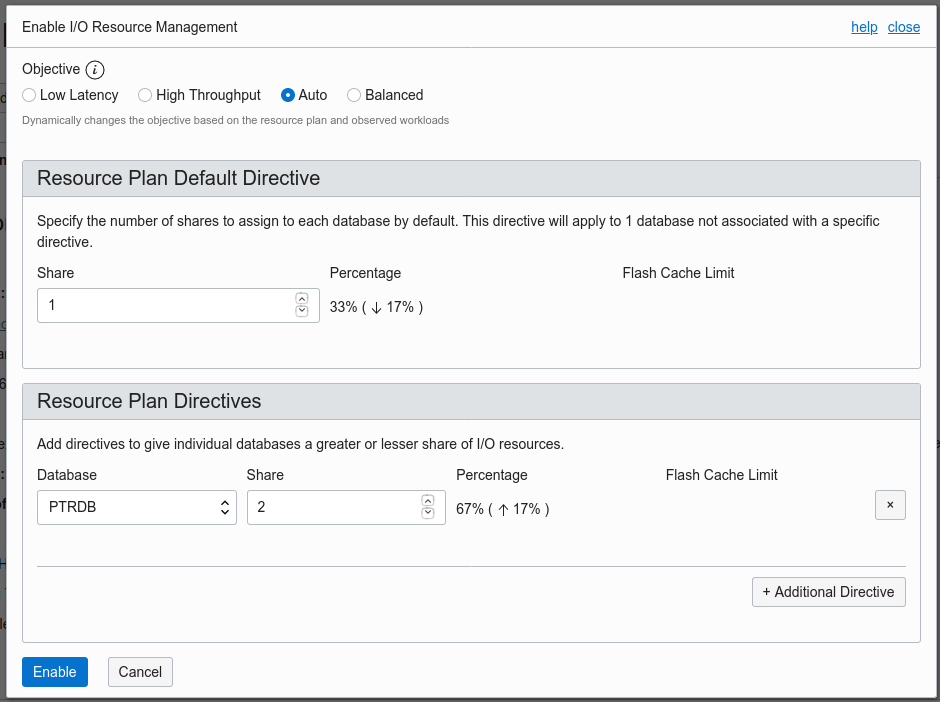 Enable I/O Resource Management help close
Objective i
Low Latency High Throughput Auto Balanced
Dynamically changes the objective based on the resource plan and observed workloads
Resource Plan Default Directive
Specify the number of shares to assign to each database by default. This directive will apply to 1 database not associated with a specific
directive.
Share Percentage Flash Cache Limit
1 33% ( ↓ 17% )
Resource Plan Directives
Add directives to give individual databases a greater or lesser share of I/O resources.
Database Share Percentage Flash Cache Limit
PTRDB 2 67% ( ↑ 17% ) ×
+ Additional Directive
Enable Cancel